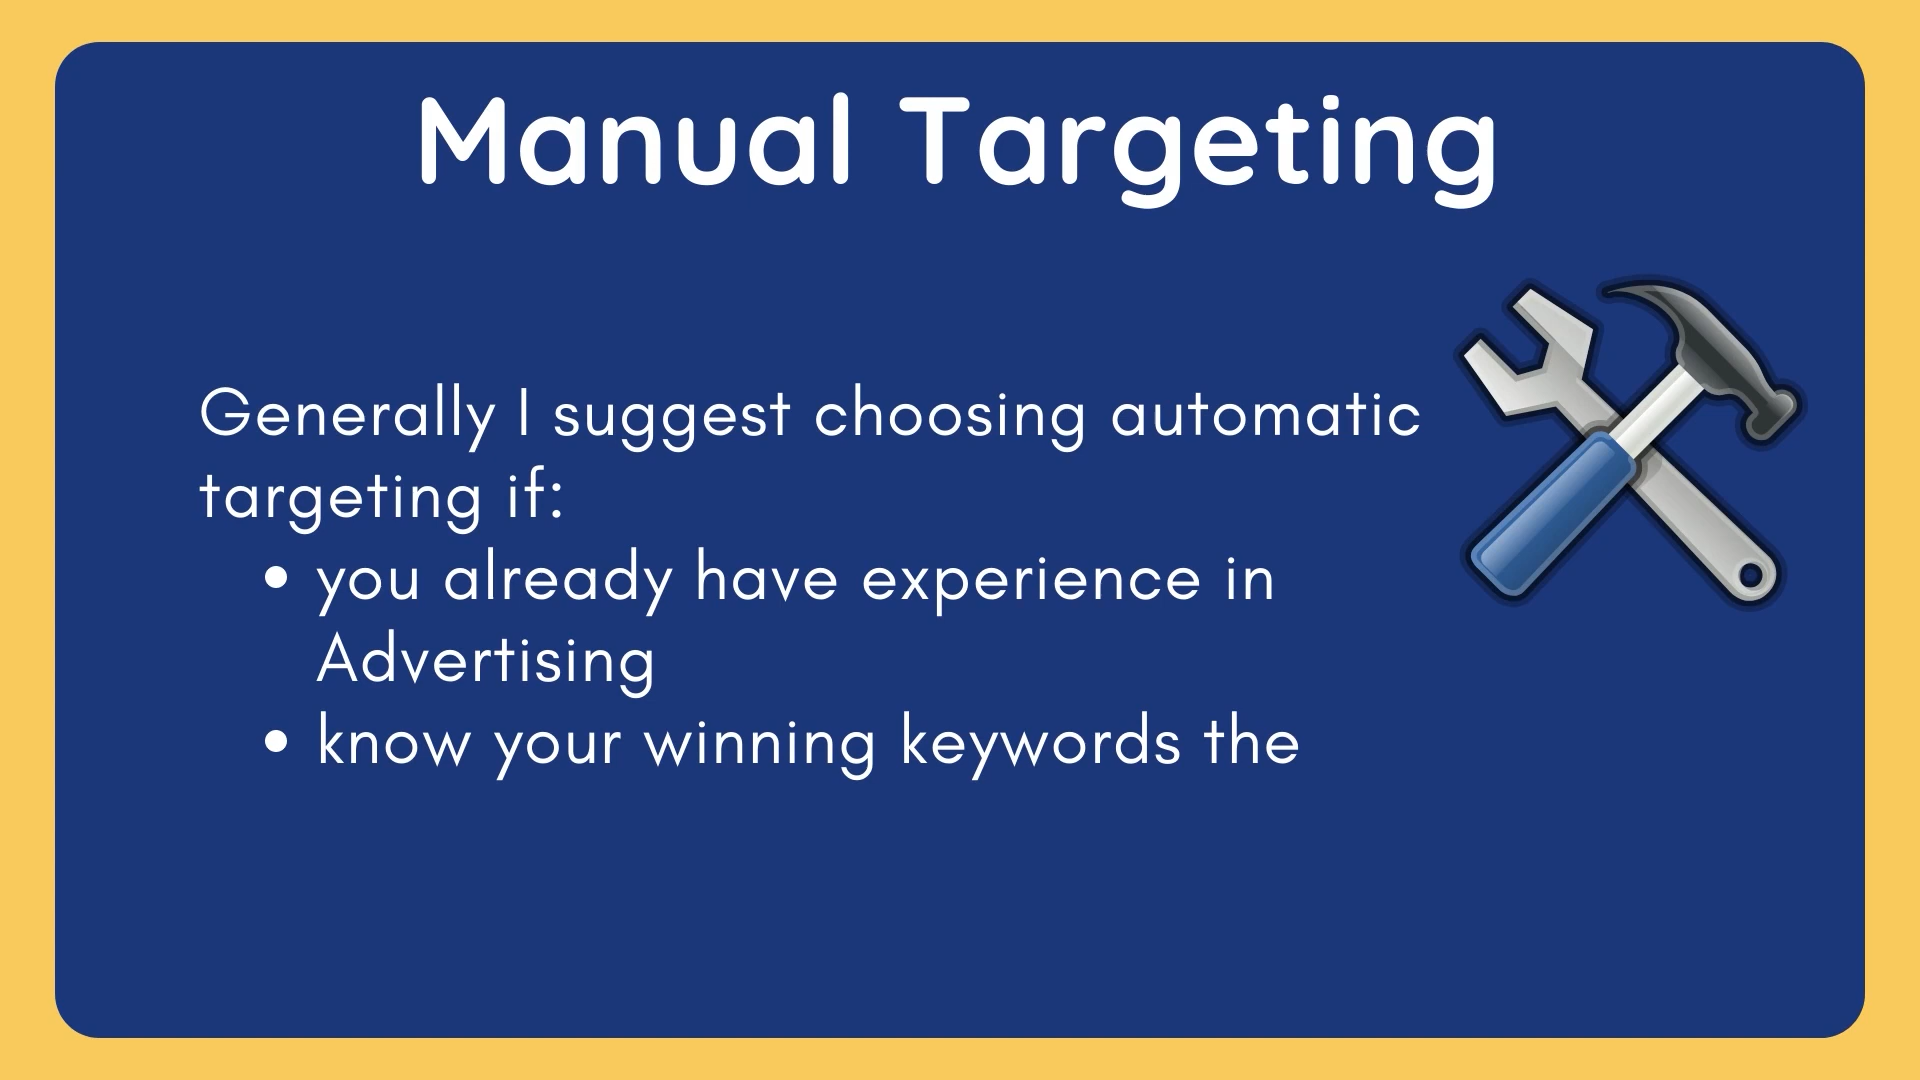 Manual Targeting
Generally I suggest choosing automatic
targeting if:
• you already have experience in
Advertising
• know your winning keywords the